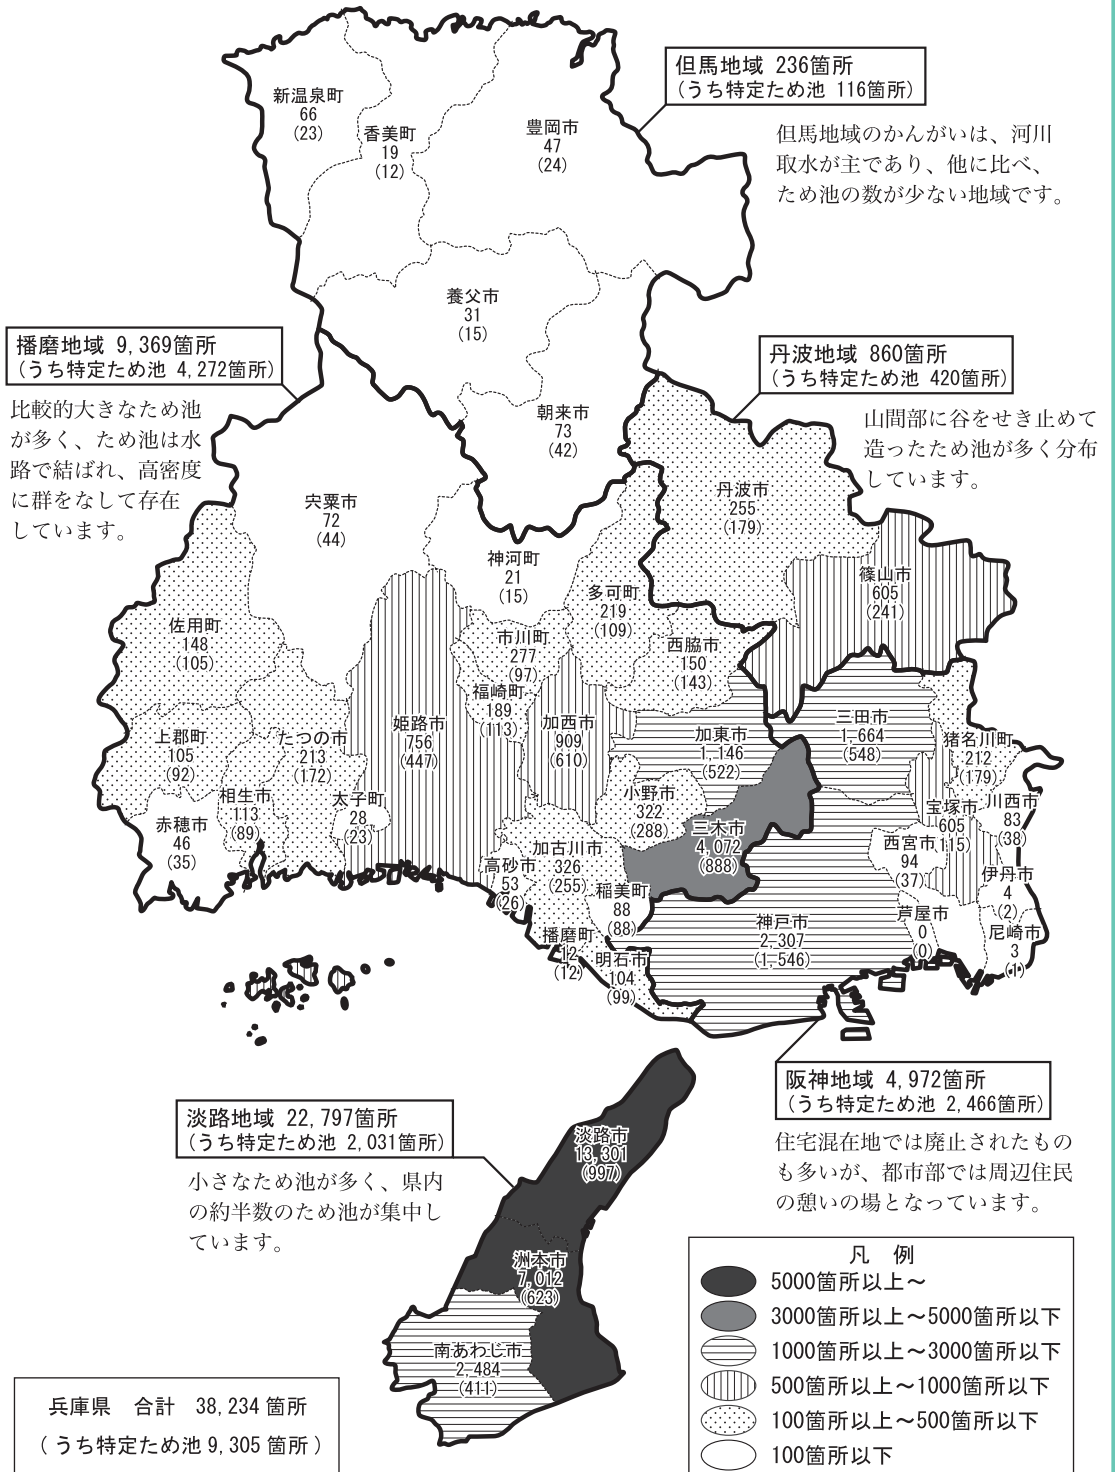 但馬地域 236箇所
(うち特定ため池 116箇所)
但馬地域のかんがいは、河川
取水が主であり、他に比べ、
ため池の数が少ない地域です。
新温泉町
66
(23)
香美町
19
(12)
豊岡市
47
(24)
養父市
31
(15)
朝来市
73
(42)
播磨地域 9,369箇所
(うち特定ため池 4,272箇所)
比較的大きなため池
が多く、ため池は水
路で結ばれ、高密度
に群をなして存在
しています。
丹波地域 860箇所
(うち特定ため池 420箇所)
山間部に谷をせき止めて
造ったため池が多く分布
しています。
丹波市
255
(179)
篠山市
605
(241)
宍粟市
72
(44)
神河町
21
(15)
多可町
219
(109)
西脇市
150
(143)
佐用町
148
(105)
市川町
277
(97)
福崎町
189
(113)
上郡町
105
(92)
たつの市
213
(172)
姫路市
756
(447)
加西市
909
(610)
加東市
1,146
(522)
三田市
1,664
(548)
猪名川町
212
(179)
赤穂市
46
(35)
相生市
113
(89)
太子町
28
(23)
小野市
322
(288)
三木市
4,072
(888)
宝塚市
605
(115)
川西市
83
(38)
西宮市
94
(37)
伊丹市
4
(2)
高砂市
53
(26)
加古川市
326
(255)
稲美町
88
(88)
神戸市
2,307
(1,546)
芦屋市
0
(0)
尼崎市
3
(1)
播磨町
12
(12)
明石市
104
(99)
阪神地域 4,972箇所
(うち特定ため池 2,466箇所)
住宅混在地では廃止されたもの
も多いが、都市部では周辺住民
の憩いの場となっています。
淡路地域 22,797箇所
(うち特定ため池 2,031箇所)
小さなため池が多く、県内
の約半数のため池が集中し
ています。
淡路市
13,301
(997)
洲本市
7,012
(623)
南あわじ市
2,484
(411)
兵庫県 合計 38,234 箇所
(うち特定ため池 9,305 箇所)
凡 例
5000箇所以上〜
3000箇所以上〜5000箇所以下
1000箇所以上〜3000箇所以下
500箇所以上〜1000箇所以下
100箇所以上〜500箇所以下
100箇所以下